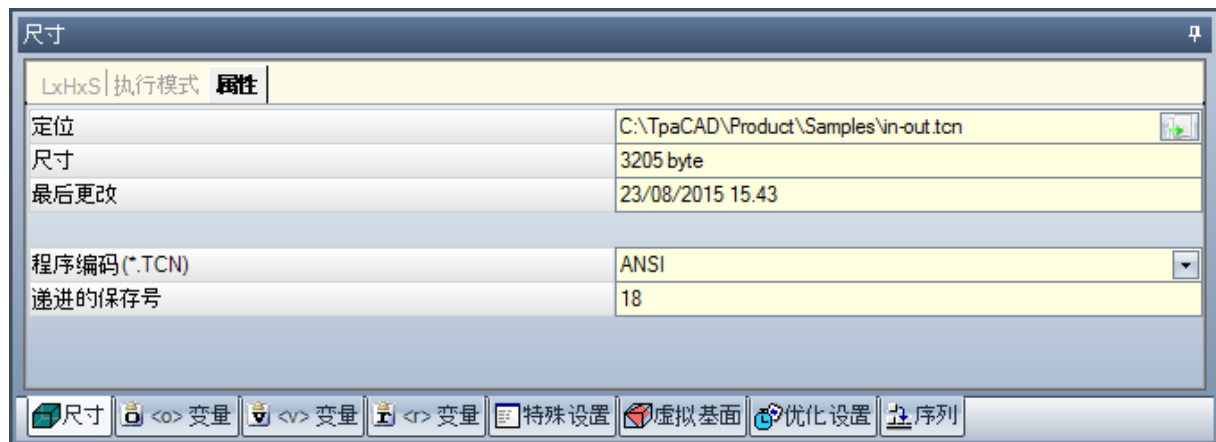 尺寸
LxHxS 执行模式 属性
定位 C:\TpaCAD\Product\Samples\in-out.tcn
尺寸 3205 byte
最后更改 23/08/2015 15.43
程序编码(*.TCN) ANSI
递进的保存号 18
尺寸 <o> 变量 <v> 变量 <r> 变量 特殊设置 虚拟基面 优化设置 序列